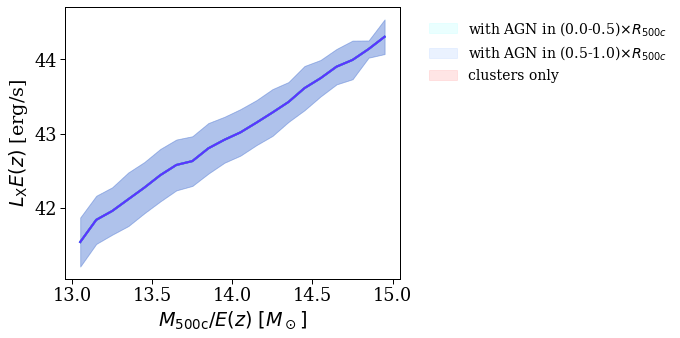 with AGN in (0.0-0.5)×R500c
with AGN in (0.5-1.0)×R500c
clusters only
44
43
42
LXE(z) [erg/s]
13.0 13.5 14.0 14.5 15.0
M500c/E(z) [M⊙]